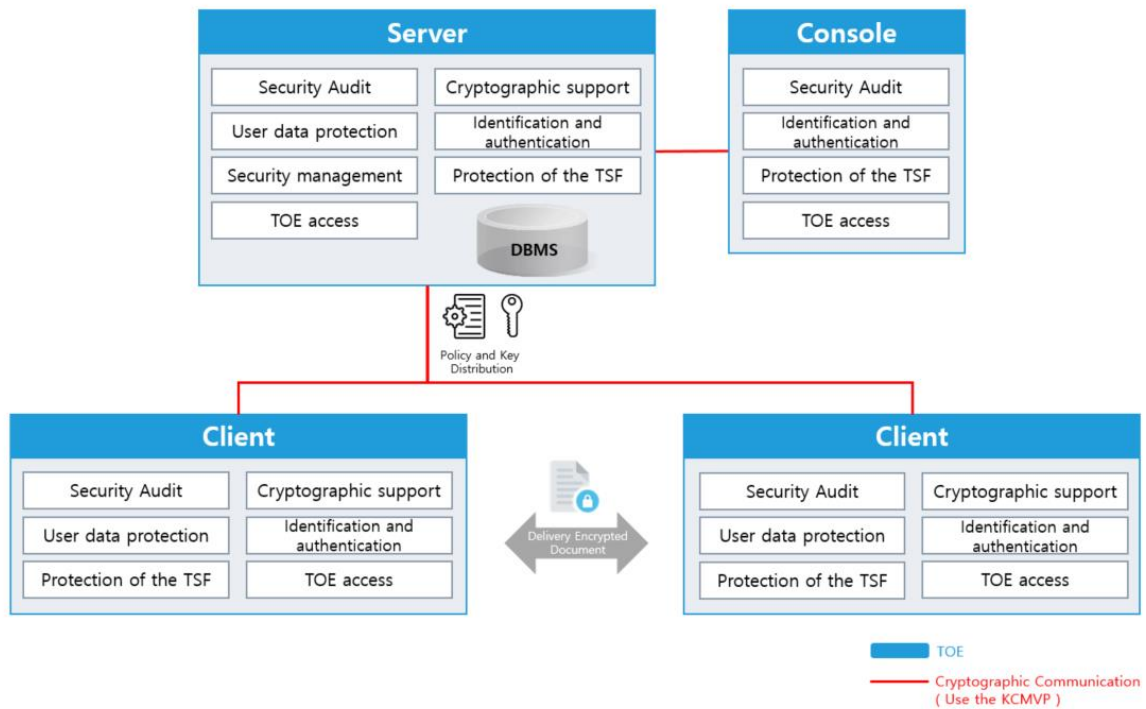 Server
Security Audit
Cryptographic support
User data protection
Identification and
authentication
Security management
Protection of the TSF
TOE access
DBMS
Console
Security Audit
Identification and
authentication
Protection of the TSF
TOE access
Policy and Key
Distribution
Client
Security Audit
Cryptographic support
User data protection
Identification and
authentication
Protection of the TSF
TOE access
Delivery Encrypted
Document
Client
Security Audit
Cryptographic support
User data protection
Identification and
authentication
Protection of the TSF
TOE access
TOE
Cryptographic Communication
( Use the KCMVP )